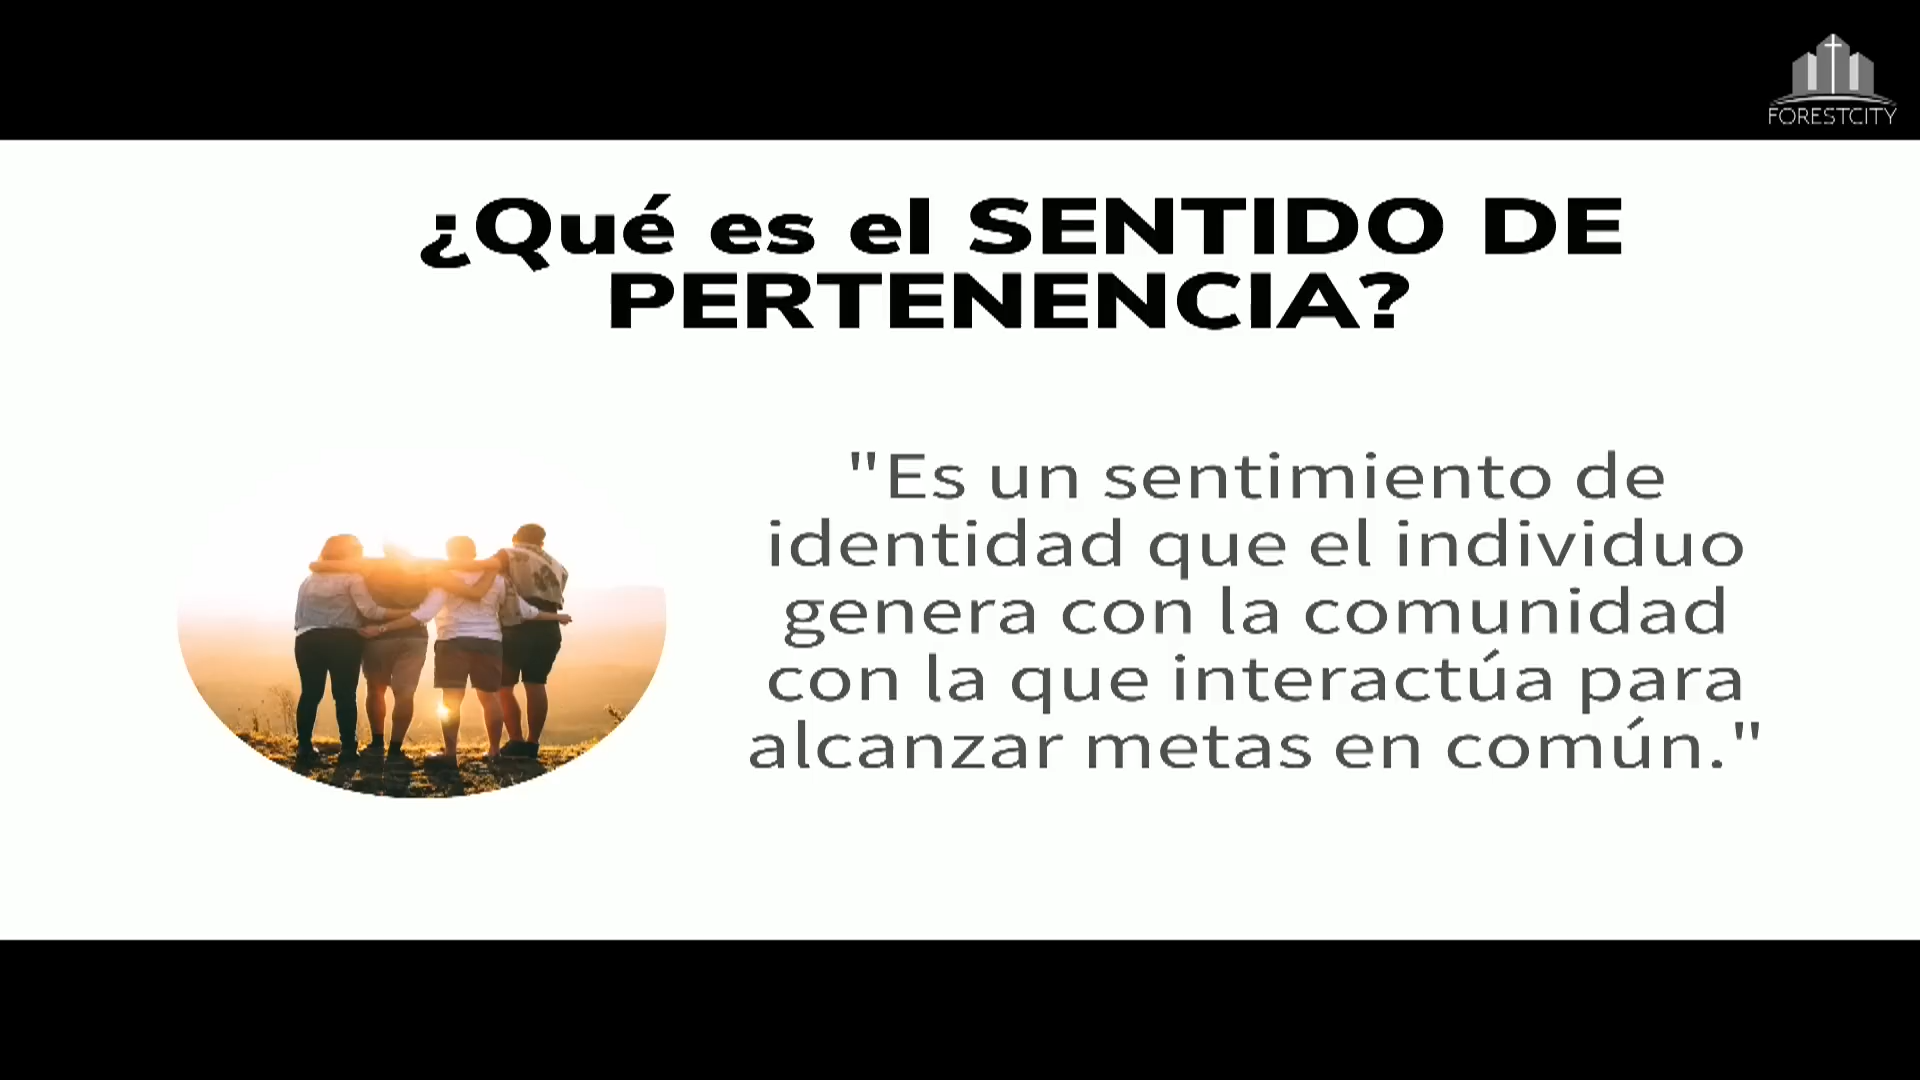 FORESTCITY
¿Qué es el SENTIDO DE
PERTENENCIA?
"Es un sentimiento de
identidad que el individuo
genera con la comunidad
con la que interactúa para
alcanzar metas en común."